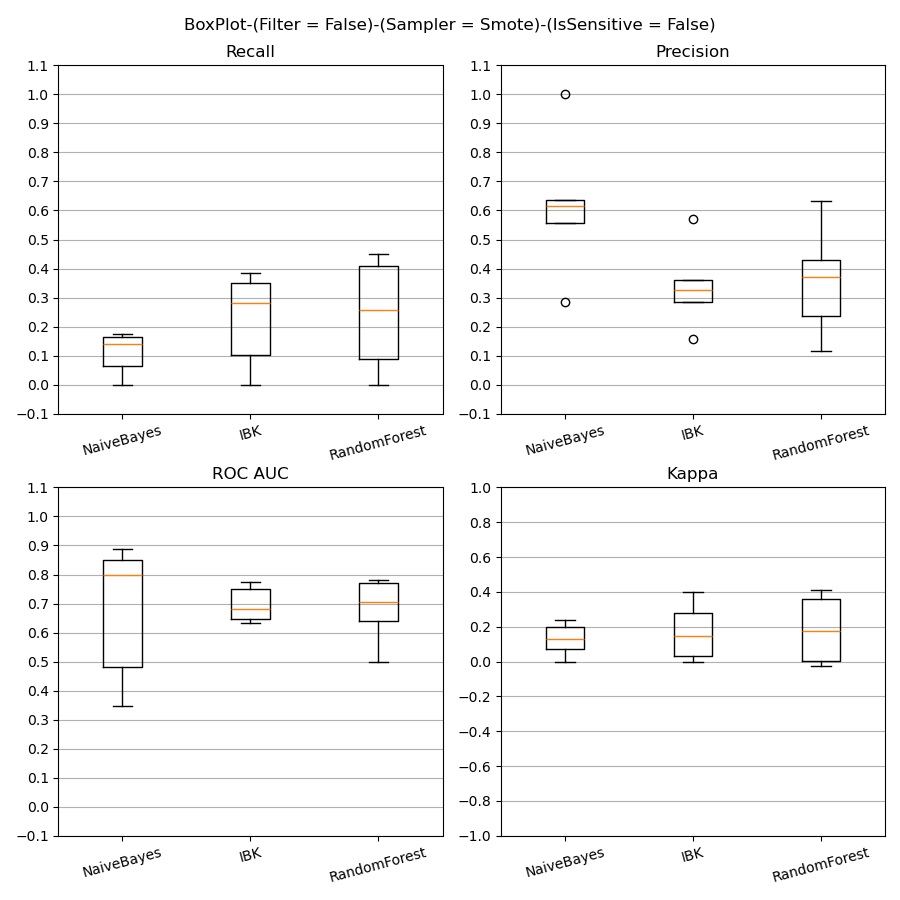 BoxPlot-(Filter = False)-(Sampler = Smote)-(IsSensitive = False)
Recall
1.1
1.0
0.9
0.8
0.7
0.6
0.5
0.4
0.3
0.2
0.1
0.0
−0.1
NaiveBayes
IBK
RandomForest
Precision
1.1
1.0
0.9
0.8
0.7
0.6
0.5
0.4
0.3
0.2
0.1
0.0
−0.1
NaiveBayes
IBK
RandomForest
ROC AUC
1.1
1.0
0.9
0.8
0.7
0.6
0.5
0.4
0.3
0.2
0.1
0.0
−0.1
NaiveBayes
IBK
RandomForest
Kappa
1.0
0.8
0.6
0.4
0.2
0.0
−0.2
−0.4
−0.6
−0.8
−1.0
NaiveBayes
IBK
RandomForest